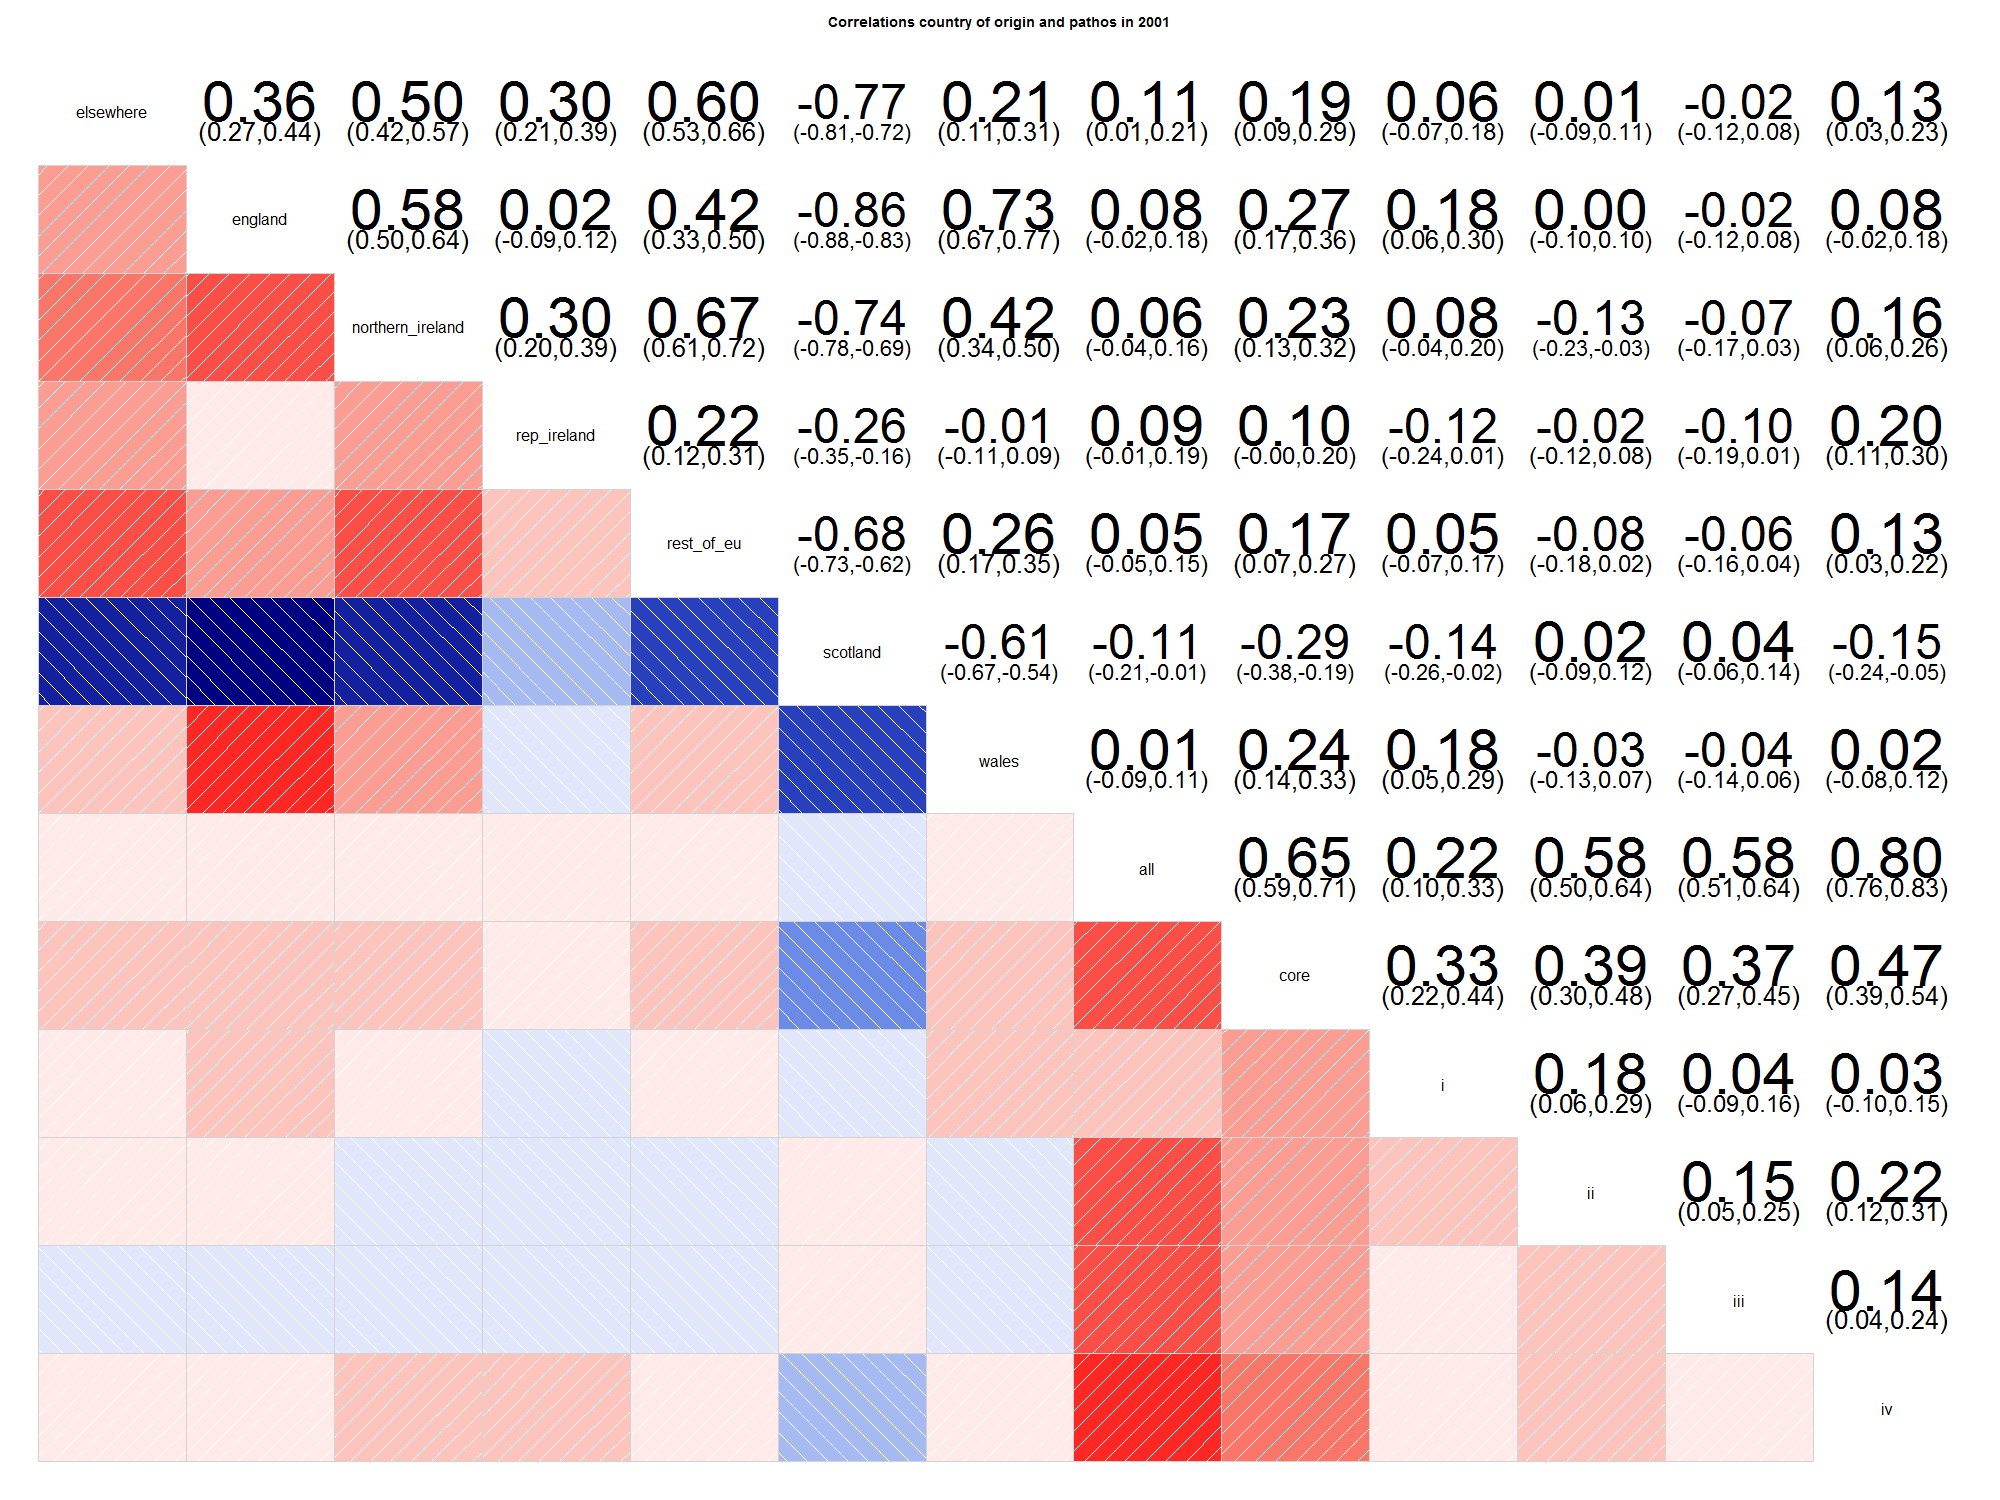 Correlations country of origin and pathos in 2001
elsewhere 0.36 0.50 0.30 0.60 -0.77 0.21 0.11 0.19 0.06 0.01 -0.02 0.13
(0.27,0.44) (0.42,0.57) (0.21,0.39) (0.53,0.66) (-0.81,-0.72) (0.11,0.31) (0.01,0.21) (0.09,0.29) (-0.07,0.18) (-0.09,0.11) (-0.12,0.08) (0.03,0.23)
england 0.58 0.02 0.42 -0.86 0.73 0.08 0.27 0.18 0.00 -0.02 0.08
(0.50,0.64) (-0.09,0.12) (0.33,0.50) (-0.88,-0.83) (0.67,0.77) (-0.02,0.18) (0.17,0.36) (0.06,0.30) (-0.10,0.10) (-0.12,0.08) (-0.02,0.18)
northern_ireland 0.30 0.67 -0.74 0.42 0.06 0.23 0.08 -0.13 -0.07 0.16
(0.20,0.39) (0.61,0.72) (-0.78,-0.69) (0.34,0.50) (-0.04,0.16) (0.13,0.32) (-0.04,0.20) (-0.23,-0.03) (-0.17,0.03) (0.06,0.26)
rep_ireland 0.22 -0.26 -0.01 0.09 0.10 -0.12 -0.02 -0.10 0.20
(0.12,0.31) (-0.35,-0.16) (-0.11,0.09) (-0.01,0.19) (-0.00,0.20) (-0.24,0.01) (-0.12,0.08) (-0.19,0.01) (0.11,0.30)
rest_of_eu -0.68 0.26 0.05 0.17 0.05 -0.08 -0.06 0.13
(-0.73,-0.62) (0.17,0.35) (-0.05,0.15) (0.07,0.27) (-0.07,0.17) (-0.18,0.02) (-0.16,0.04) (0.03,0.22)
scotland -0.61 -0.11 -0.29 -0.14 0.02 0.04 -0.15
(-0.67,-0.54) (-0.21,-0.01) (-0.38,-0.19) (-0.26,-0.02) (-0.09,0.12) (-0.06,0.14) (-0.24,-0.05)
wales 0.01 0.24 0.18 -0.03 -0.04 0.02
(-0.09,0.11) (0.14,0.33) (0.05,0.29) (-0.13,0.07) (-0.14,0.06) (-0.08,0.12)
all 0.65 0.22 0.58 0.58 0.80
(0.59,0.71) (0.10,0.33) (0.50,0.64) (0.51,0.64) (0.76,0.83)
core 0.33 0.39 0.37 0.47
(0.22,0.44) (0.30,0.48) (0.27,0.45) (0.39,0.54)
i 0.18 0.04 0.03
(0.06,0.29) (-0.09,0.16) (-0.10,0.15)
ii 0.15 0.22
(0.05,0.25) (0.12,0.31)
iii 0.14
(0.04,0.24)
iv